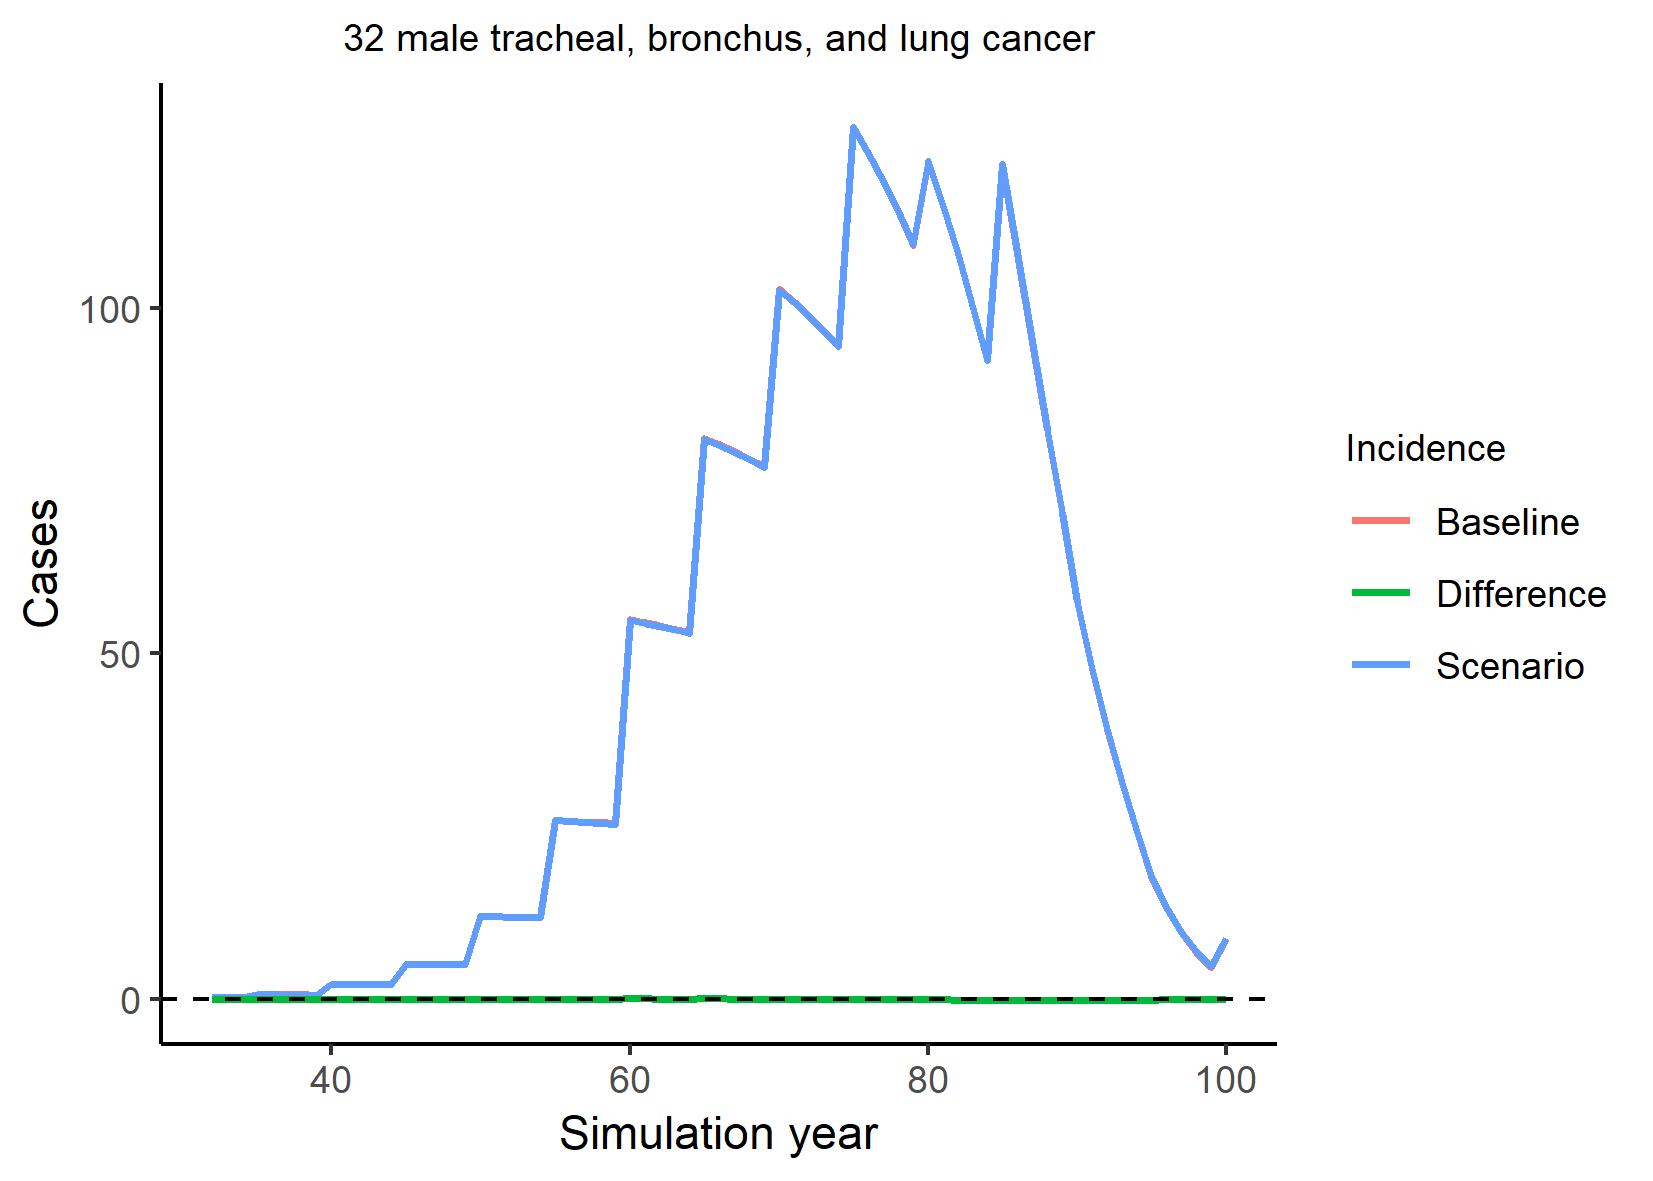 32 male tracheal, bronchus, and lung cancer
Cases
100
50
0
40 60 80 100
Simulation year
Incidence
Baseline
Difference
Scenario